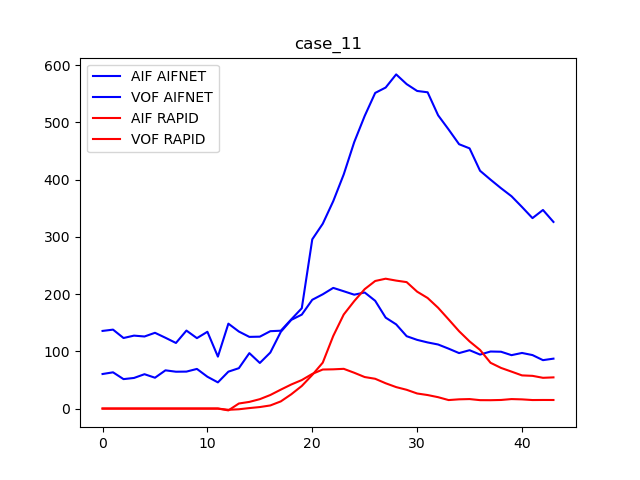 case_11
AIF AIFNET
VOF AIFNET
AIF RAPID
VOF RAPID
600
500
400
300
200
100
0
0 10 20 30 40